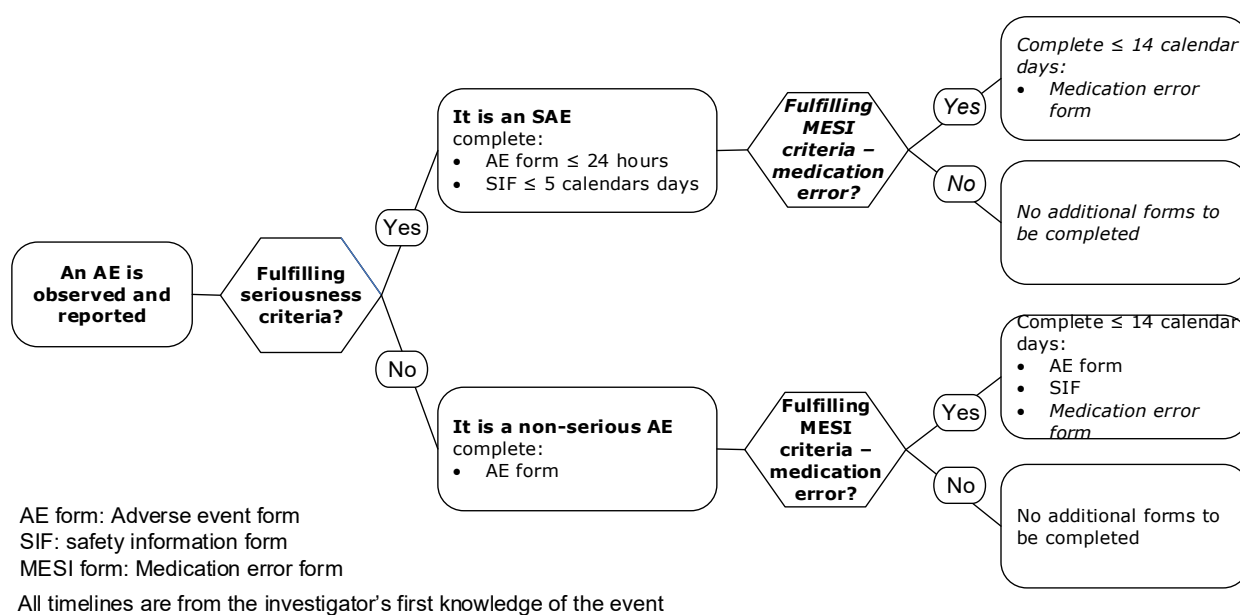 An AE is
observed and
reported
Fulfilling
seriousness
criteria?
Yes
It is an SAE
complete:
• AE form ≤ 24 hours
• SIF ≤ 5 calendars days
Fulfilling
MESI
criteria –
medication
error?
Yes
Complete ≤ 14 calendar
days:
• Medication error
form
No
No additional forms to
be completed
No
It is a non-serious AE
complete:
• AE form
Fulfilling
MESI
criteria –
medication
error?
Yes
Complete ≤ 14 calendar
days:
• AE form
• SIF
• Medication error
form
No
No additional forms to
be completed
AE form: Adverse event form
SIF: safety information form
MESI form: Medication error form
All timelines are from the investigator's first knowledge of the event